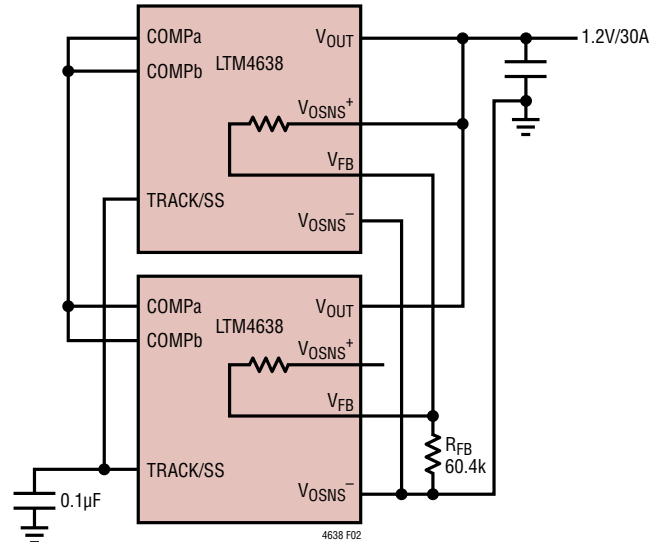 COMPa
COMPb
LTM4638
VOUT
1.2V/30A
VOSNS+
VFB
TRACK/SS
VOSNS–
COMPa
COMPb
LTM4638
VOUT
VOSNS+
VFB
RFB
60.4k
TRACK/SS
VOSNS–
0.1µF
4638 F02